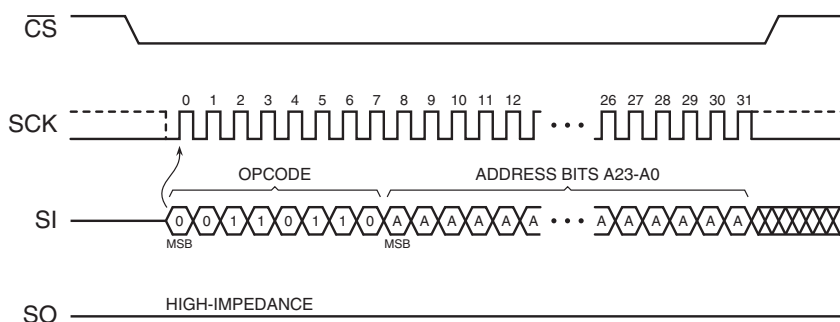 CS
SCK
0 1 2 3 4 5 6 7 8 9 10 11 12 26 27 28 29 30 31
OPCODE ADDRESS BITS A23-A0
SI
0 0 1 1 0 1 1 0 A A A A A A A A A A A A
MSB MSB
SO
HIGH-IMPEDANCE